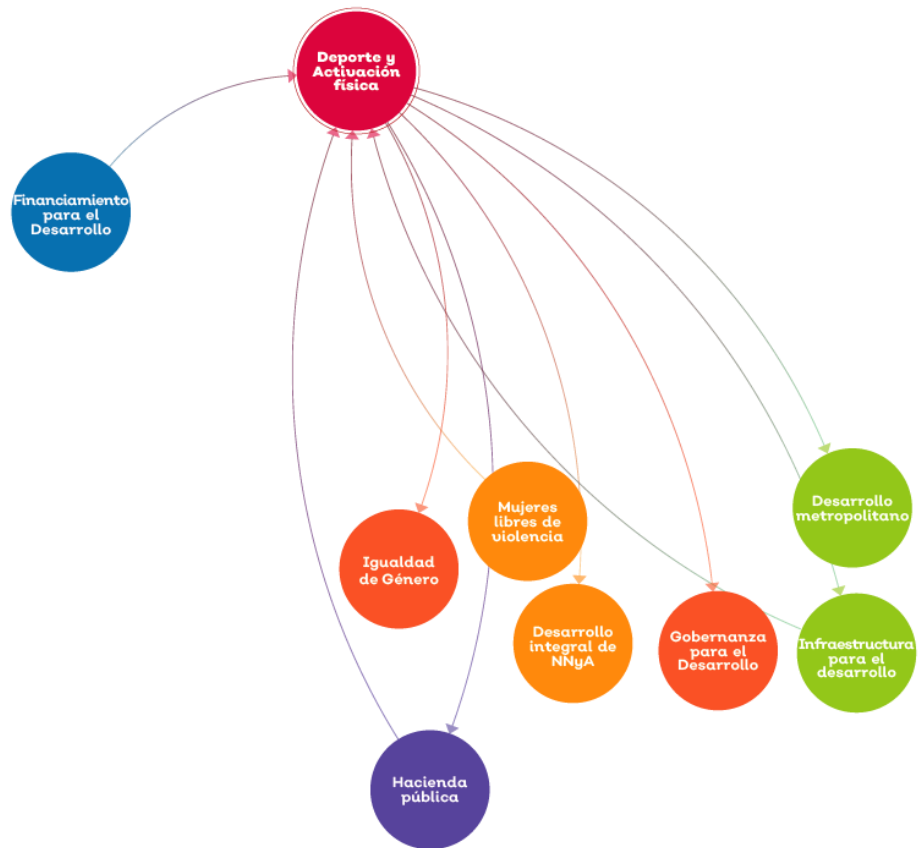 Deporte y
Activación
física
Financiamiento
para el
Desarrollo
Mujeres
libres de
violencia
Desarrollo
metropolitano
Igualdad
de Género
Desarrollo
integral de
NNyA
Gobernanza
para el
Desarrollo
Infraestructura
para el
desarrollo
Hacienda
pública